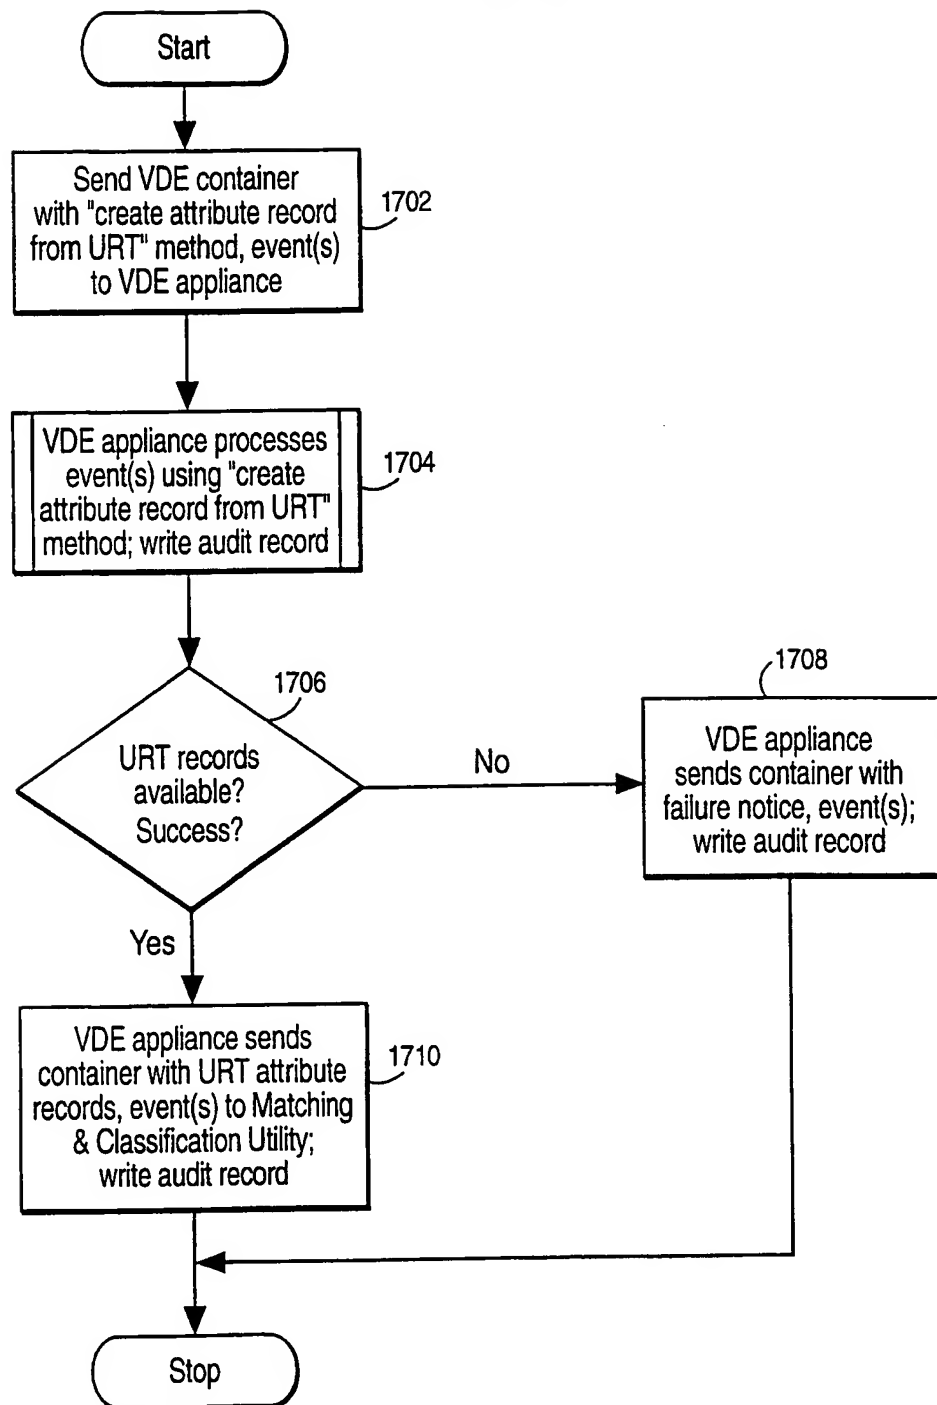 Start
Send VDE container
with "create attribute record
from URT" method, event(s)
to VDE appliance
1702
VDE appliance processes
event(s) using "create
attribute record from URT"
method; write audit record
1704
1706
URT records
available?
Success?
No
1708
VDE appliance
sends container with
failure notice, event(s);
write audit record
Yes
VDE appliance sends
container with URT attribute
records, event(s) to Matching
& Classification Utility;
write audit record
1710
Stop